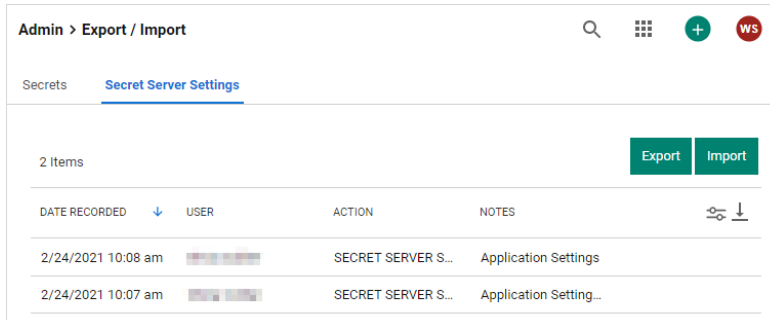 Admin > Export / Import
WS
Secrets Secret Server Settings
2 Items Export Import
DATE RECORDED USER ACTION NOTES
2/24/2021 10:08 am SECRET SERVER S... Application Settings
2/24/2021 10:07 am SECRET SERVER S... Application Setting...